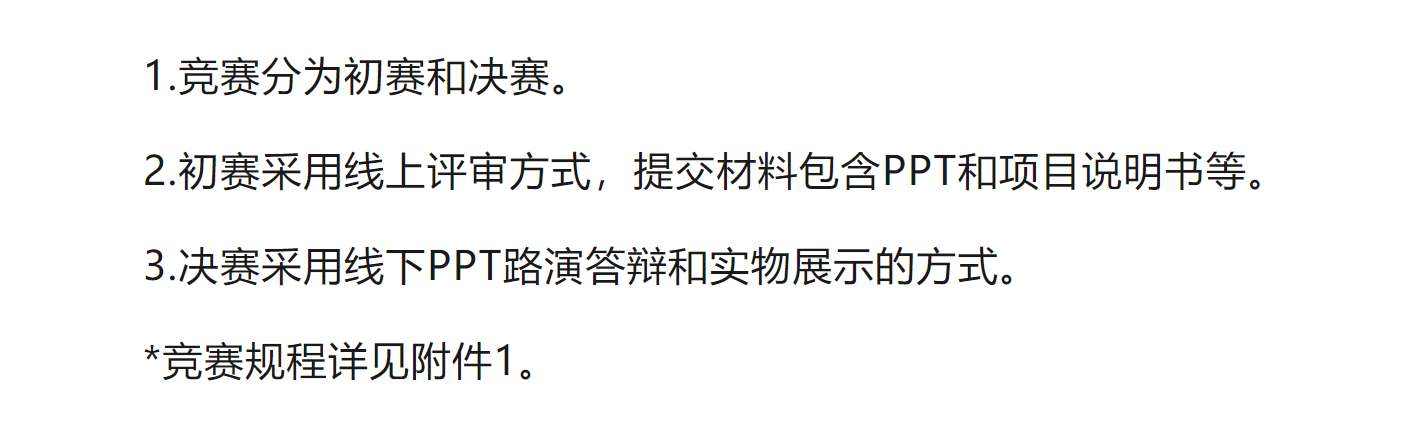 1.竞赛分为初赛和决赛。
2.初赛采用线上评审方式，提交材料包含PPT和项目说明书等。
3.决赛采用线下PPT路演答辩和实物展示的方式。
*竞赛规程详见附件1。